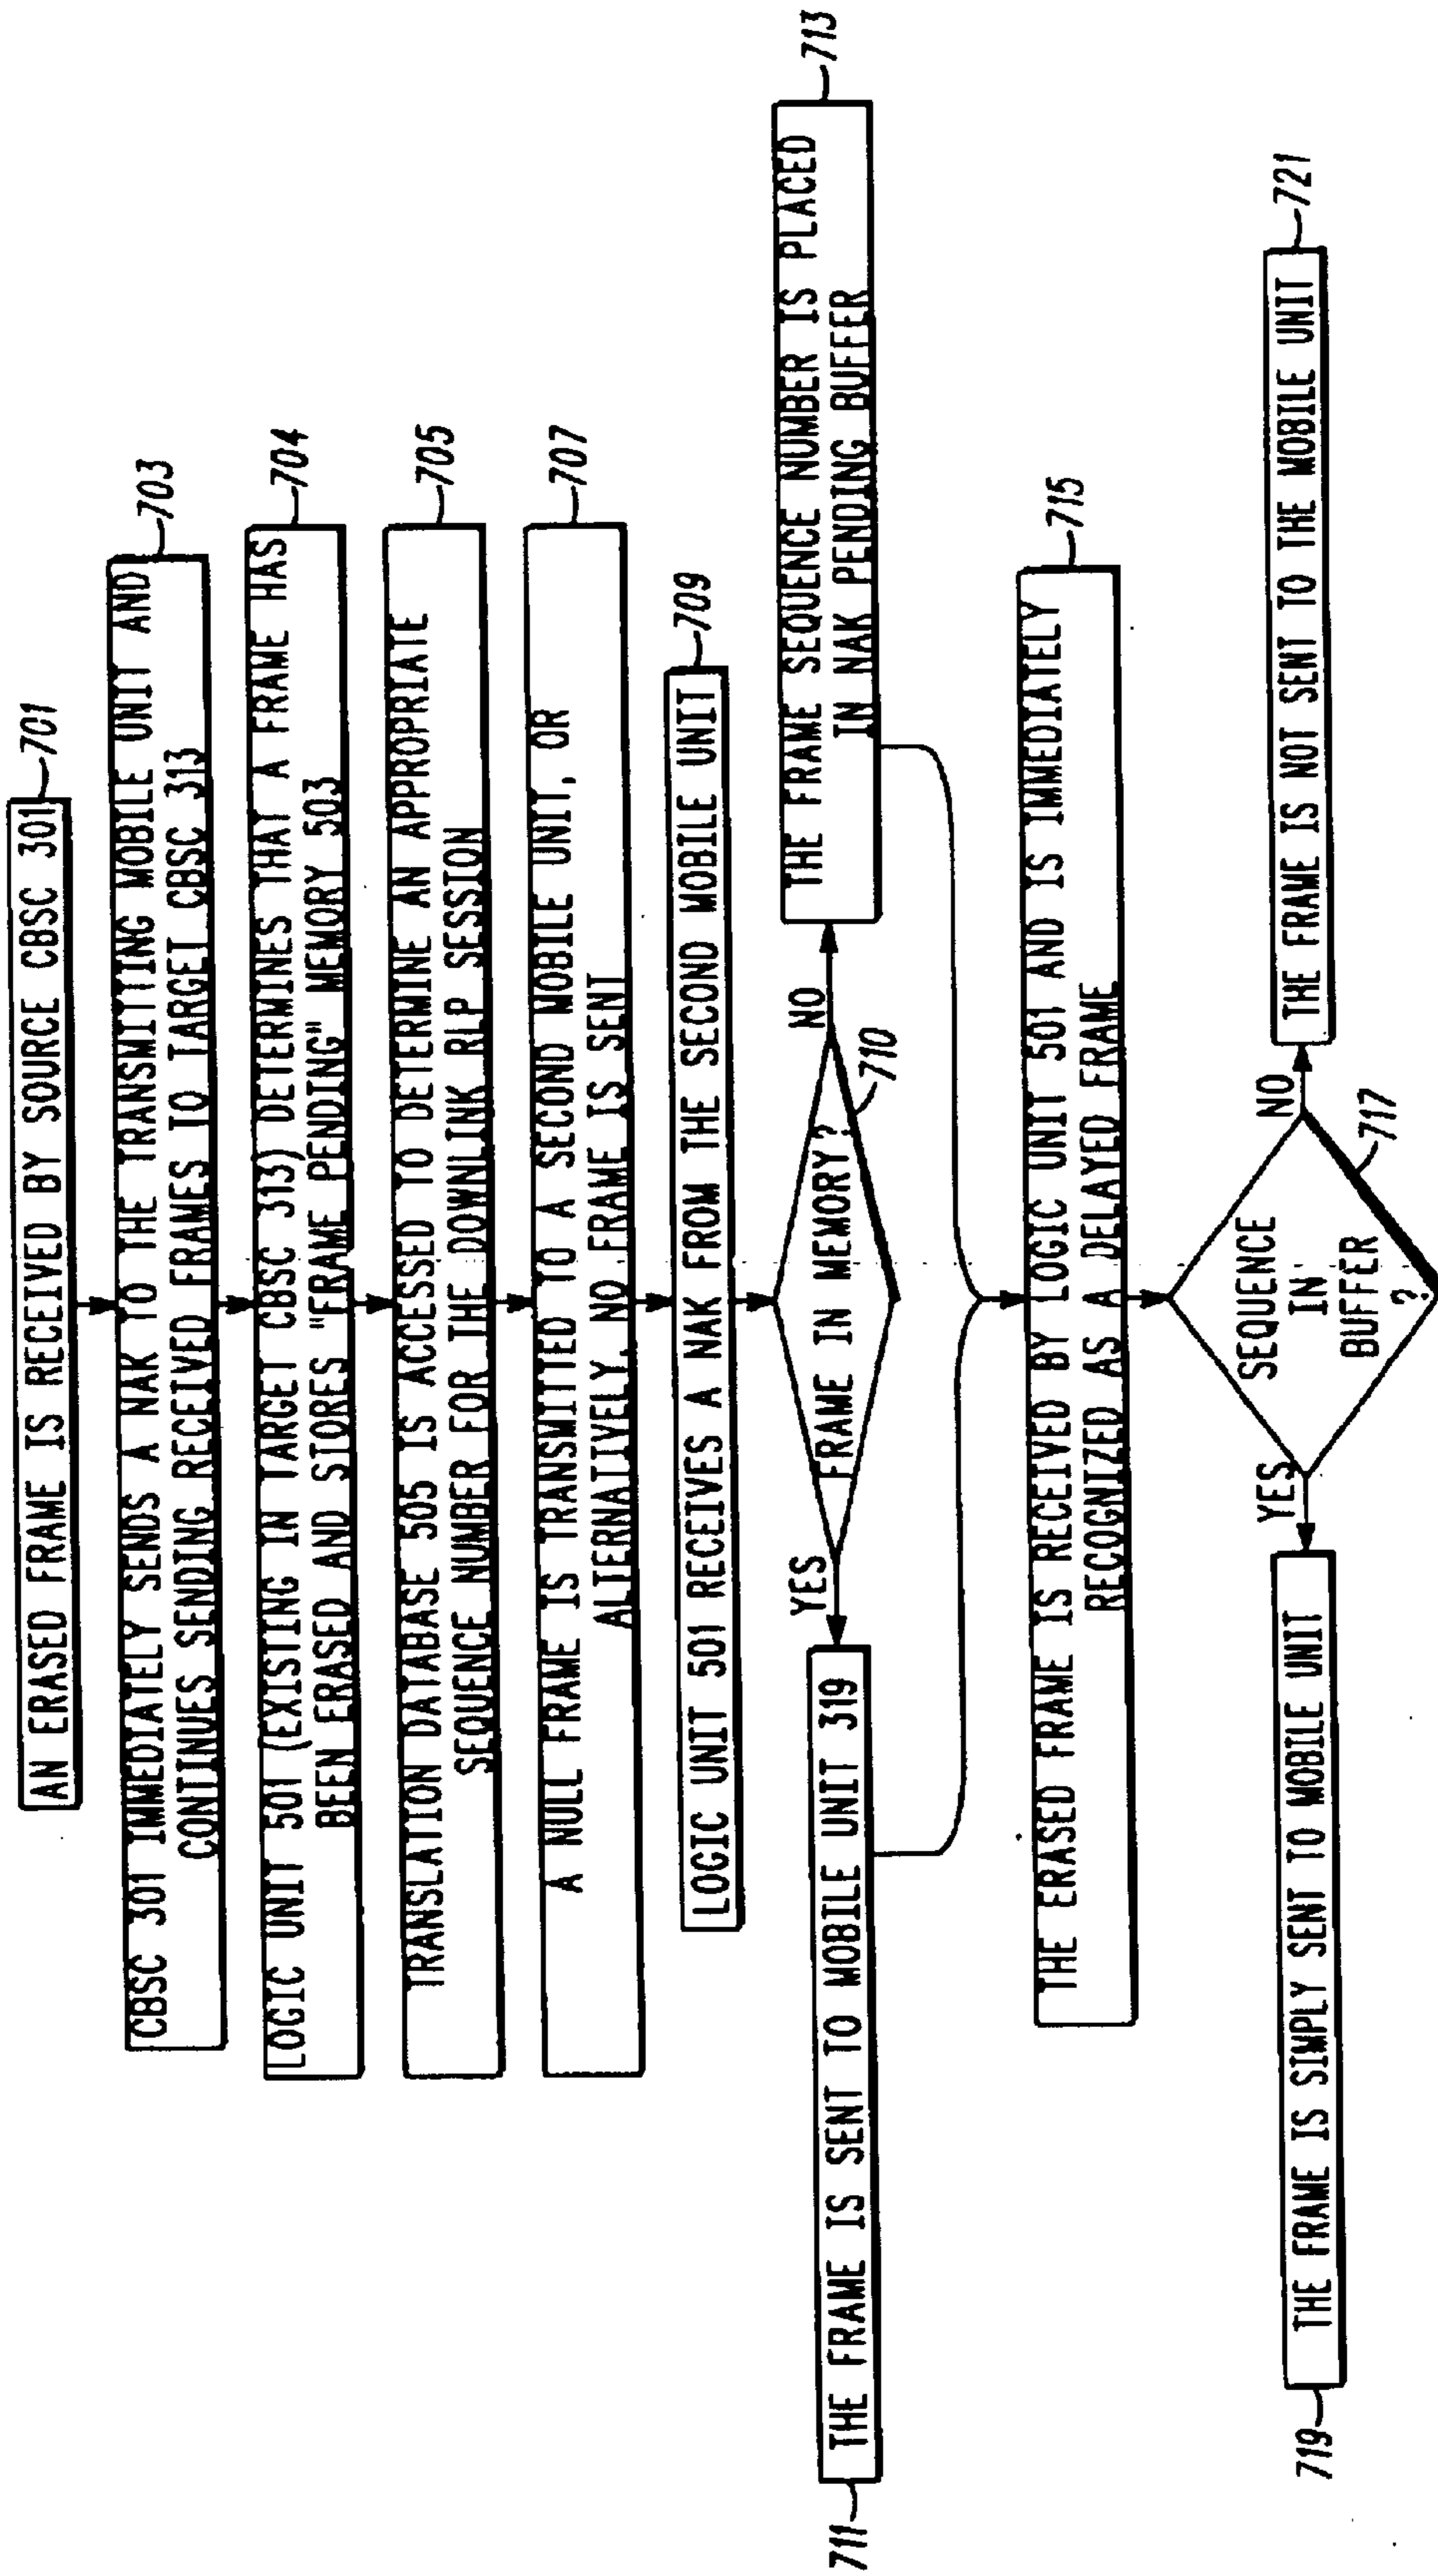 AN ERASED FRAME IS RECEIVED BY SOURCE CBSC 301
701
CBSC 301 IMMEDIATELY SENDS A NAK TO THE TRANSMITTING MOBILE UNIT AND
CONTINUES SENDING RECEIVED FRAMES TO TARGET CBSC 313
703
LOGIC UNIT 501 (EXISTING IN TARGET CBSC 313) DETERMINES THAT A FRAME HAS
BEEN ERASED AND STORES "FRAME PENDING" MEMORY 503
704
TRANSLATION DATABASE 505 IS ACCESSED TO DETERMINE AN APPROPRIATE
SEQUENCE NUMBER FOR THE DOWNLINK RLP SESSION
705
A NULL FRAME IS TRANSMITTED TO A SECOND MOBILE UNIT, OR
ALTERNATIVELY, NO FRAME IS SENT
707
LOGIC UNIT 501 RECEIVES A NAK FROM THE SECOND MOBILE UNIT
709
FRAME IN MEMORY?
710
YES
NO
711
THE FRAME IS SENT TO MOBILE UNIT 319
THE FRAME SEQUENCE NUMBER IS PLACED
IN NAK PENDING BUFFER
713
THE ERASED FRAME IS RECEIVED BY LOGIC UNIT 501 AND IS IMMEDIATELY
RECOGNIZED AS A DELAYED FRAME
715
SEQUENCE
IN
BUFFER
?
717
YES
NO
719
THE FRAME IS SIMPLY SENT TO MOBILE UNIT
THE FRAME IS NOT SENT TO THE MOBILE UNIT
721